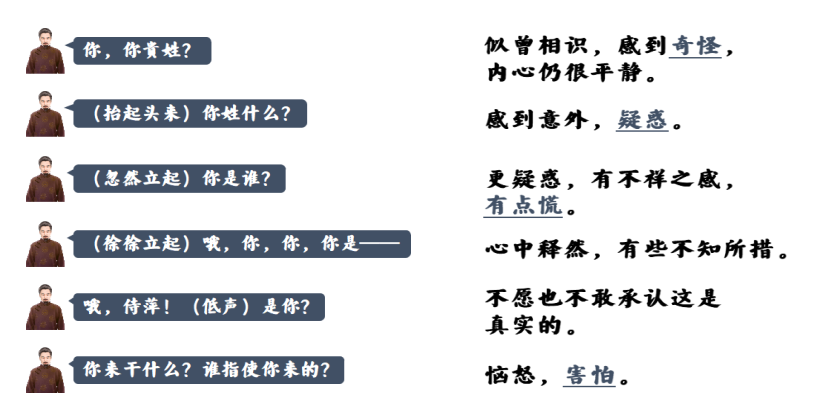 你，你贵姓？
似曾相识，感到奇怪，
内心仍很平静。
（抬起头来）你姓什么？
感到意外，疑惑。
（忽然立起）你是谁？
更疑惑，有不祥之感，
有点慌。
（徐徐立起）哦，你，你，你是——
心中释然，有些不知所措。
哦，侍萍！（低声）是你？
不愿也不敢承认这是
真实的。
你来干什么？谁指使你来的？
恼怒，害怕。